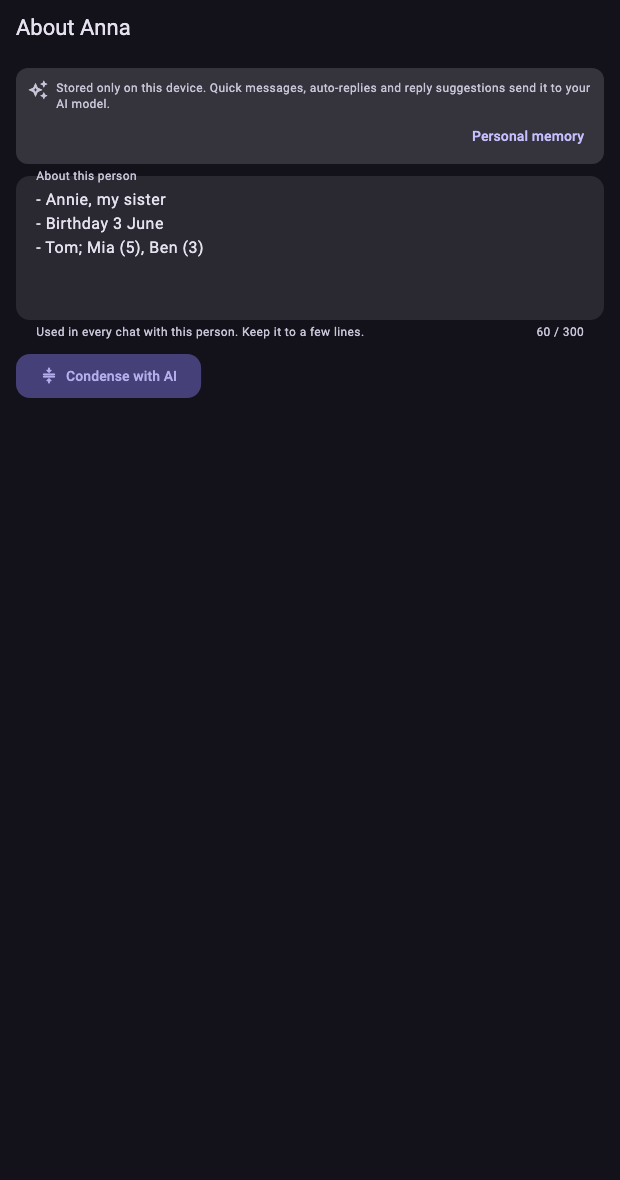 About Anna
Stored only on this device. Quick messages, auto-replies and reply suggestions send it to your
AI model.
Personal memory
About this person
- Annie, my sister
- Birthday 3 June
- Tom; Mia (5), Ben (3)
Used in every chat with this person. Keep it to a few lines.
60 / 300
Condense with AI